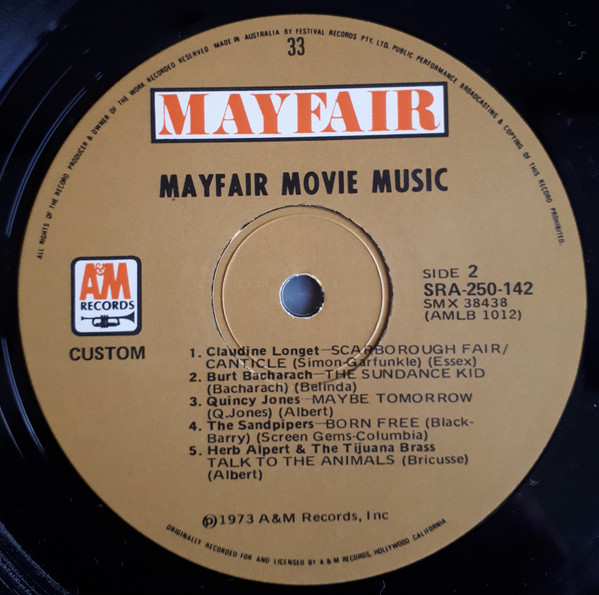 ALL RIGHTS OF THE RECORD PRODUCER & OWNER OF THE WORK RECORDED RESERVED MADE IN AUSTRALIA BY FESTIVAL RECORDS PTY. LTD. PUBLIC PERFORMANCE BROADCASTING & COPYING OF THIS RECORD PROHIBITED.
33
MAYFAIR
MAYFAIR MOVIE MUSIC
A&M
RECORDS
CUSTOM
SIDE 2
SRA-250-142
SMX 38438
(AMLB 1012)
1. Claudine Longet—SCARBOROUGH FAIR/
CANTICLE (Simon-Garfunkle) (Essex)
2. Burt Bacharach—THE SUNDANCE KID
(Bacharach) (Belinda)
3. Quincy Jones—MAYBE TOMORROW
(Q.Jones) (Albert)
4. The Sandpipers—BORN FREE (Black-
Barry) (Screen Gems-Columbia)
5. Herb Alpert & The Tijuana Brass
TALK TO THE ANIMALS (Bricusse)
(Albert)
℗1973 A&M Records, Inc
ORIGINALLY RECORDED FOR AND LICENSED BY A & M RECORDS, HOLLYWOOD CALIFORNIA